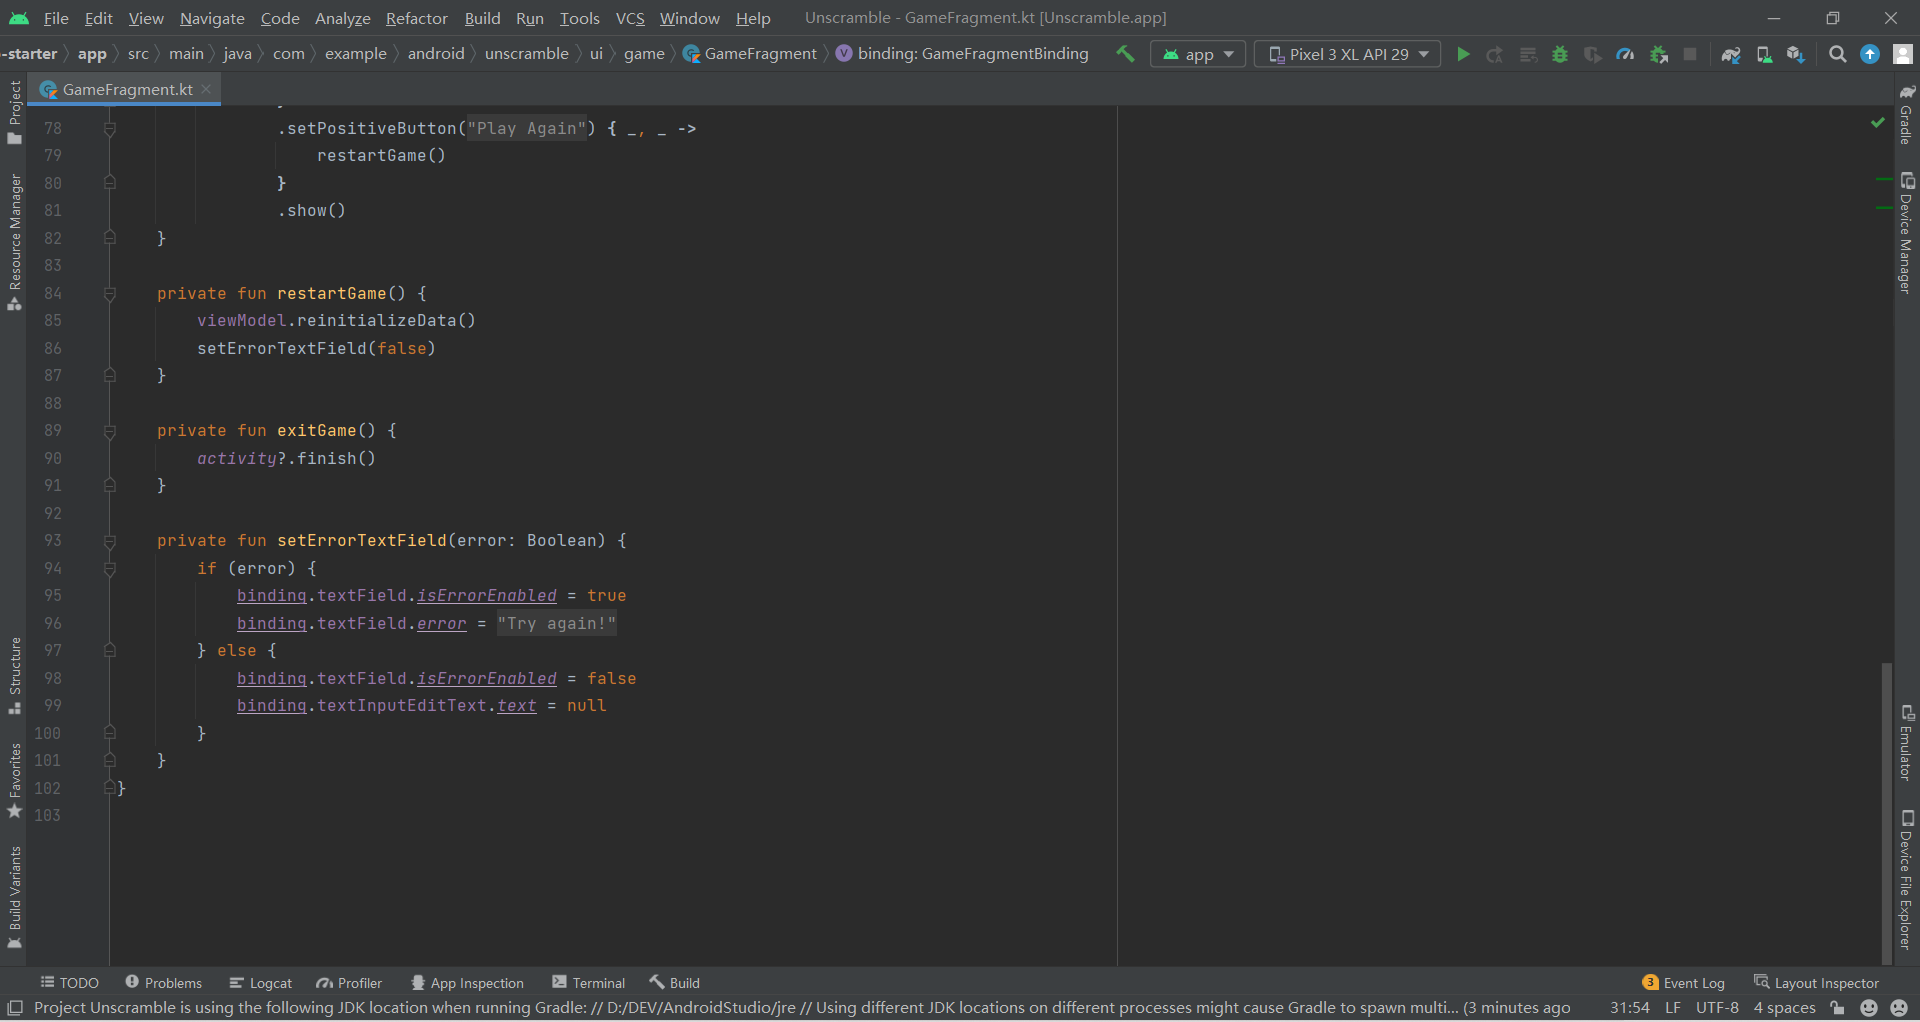 File Edit View Navigate Code Analyze Refactor Build Run Tools VCS Window Help Unscramble - GameFragment.kt [Unscramble.app]
-starter app src main java com example android unscramble ui game GameFragment V binding: GameFragmentBinding app Pixel 3 XL API 29
GameFragment.kt
78 .setPositiveButton("Play Again") { _, _ ->
79 restartGame()
80 }
81 .show()
82 }
83
84 private fun restartGame() {
85 viewModel.reinitializeData()
86 setErrorTextField(false)
87 }
88
89 private fun exitGame() {
90 activity?.finish()
91 }
92
93 private fun setErrorTextField(error: Boolean) {
94 if (error) {
95 binding.textField.isErrorEnabled = true
96 binding.textField.error = "Try again!"
97 } else {
98 binding.textField.isErrorEnabled = false
99 binding.textInputEditText.text = null
100 }
101 }
102 }
103
Project
Resource Manager
Structure
Favorites
Build Variants
Gradle
Device Manager
Emulator
Device File Explorer
TODO Problems Logcat Profiler App Inspection Terminal Build 3 Event Log Layout Inspector
Project Unscramble is using the following JDK location when running Gradle: // D:/DEV/AndroidStudio/jre // Using different JDK locations on different processes might cause Gradle to spawn multi... (3 minutes ago 31:54 LF UTF-8 4 spaces